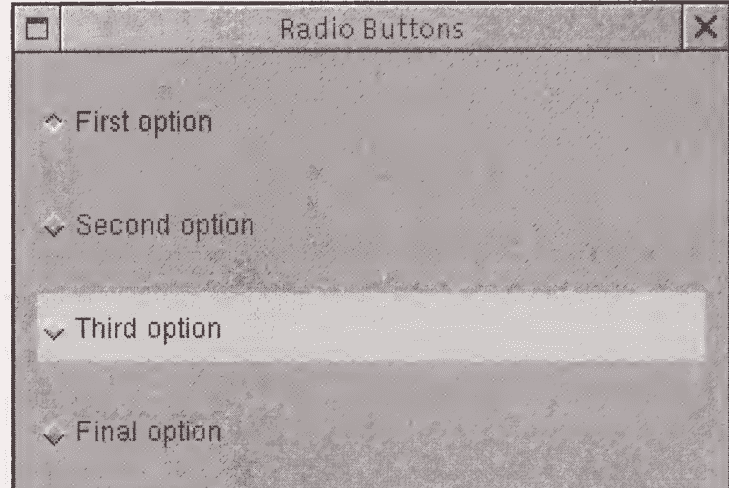 Radio Buttons
First option
Second option
Third option
Final option